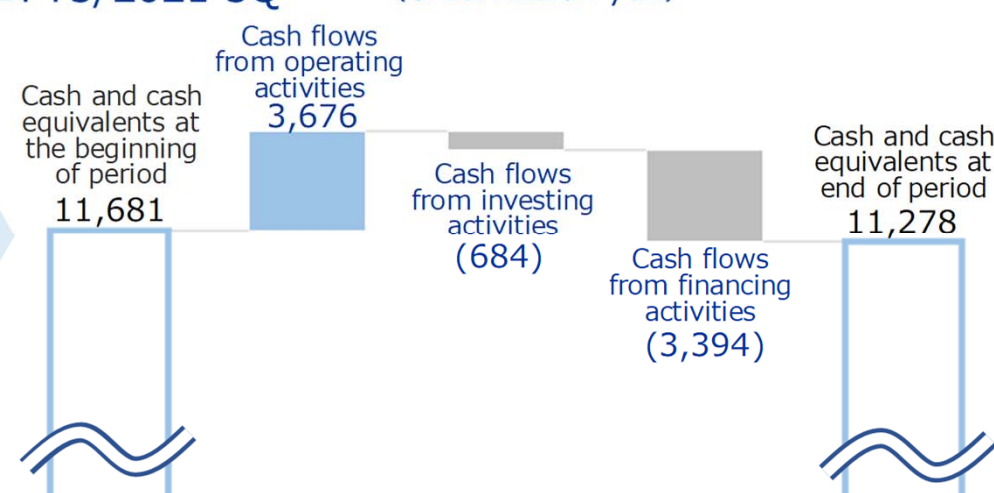 Cash and cash
equivalents at
the beginning
of period
11,681
Cash flows
from operating
activities
3,676
Cash flows
from investing
activities
(684)
Cash flows
from financing
activities
(3,394)
Cash and cash
equivalents at
end of period
11,278